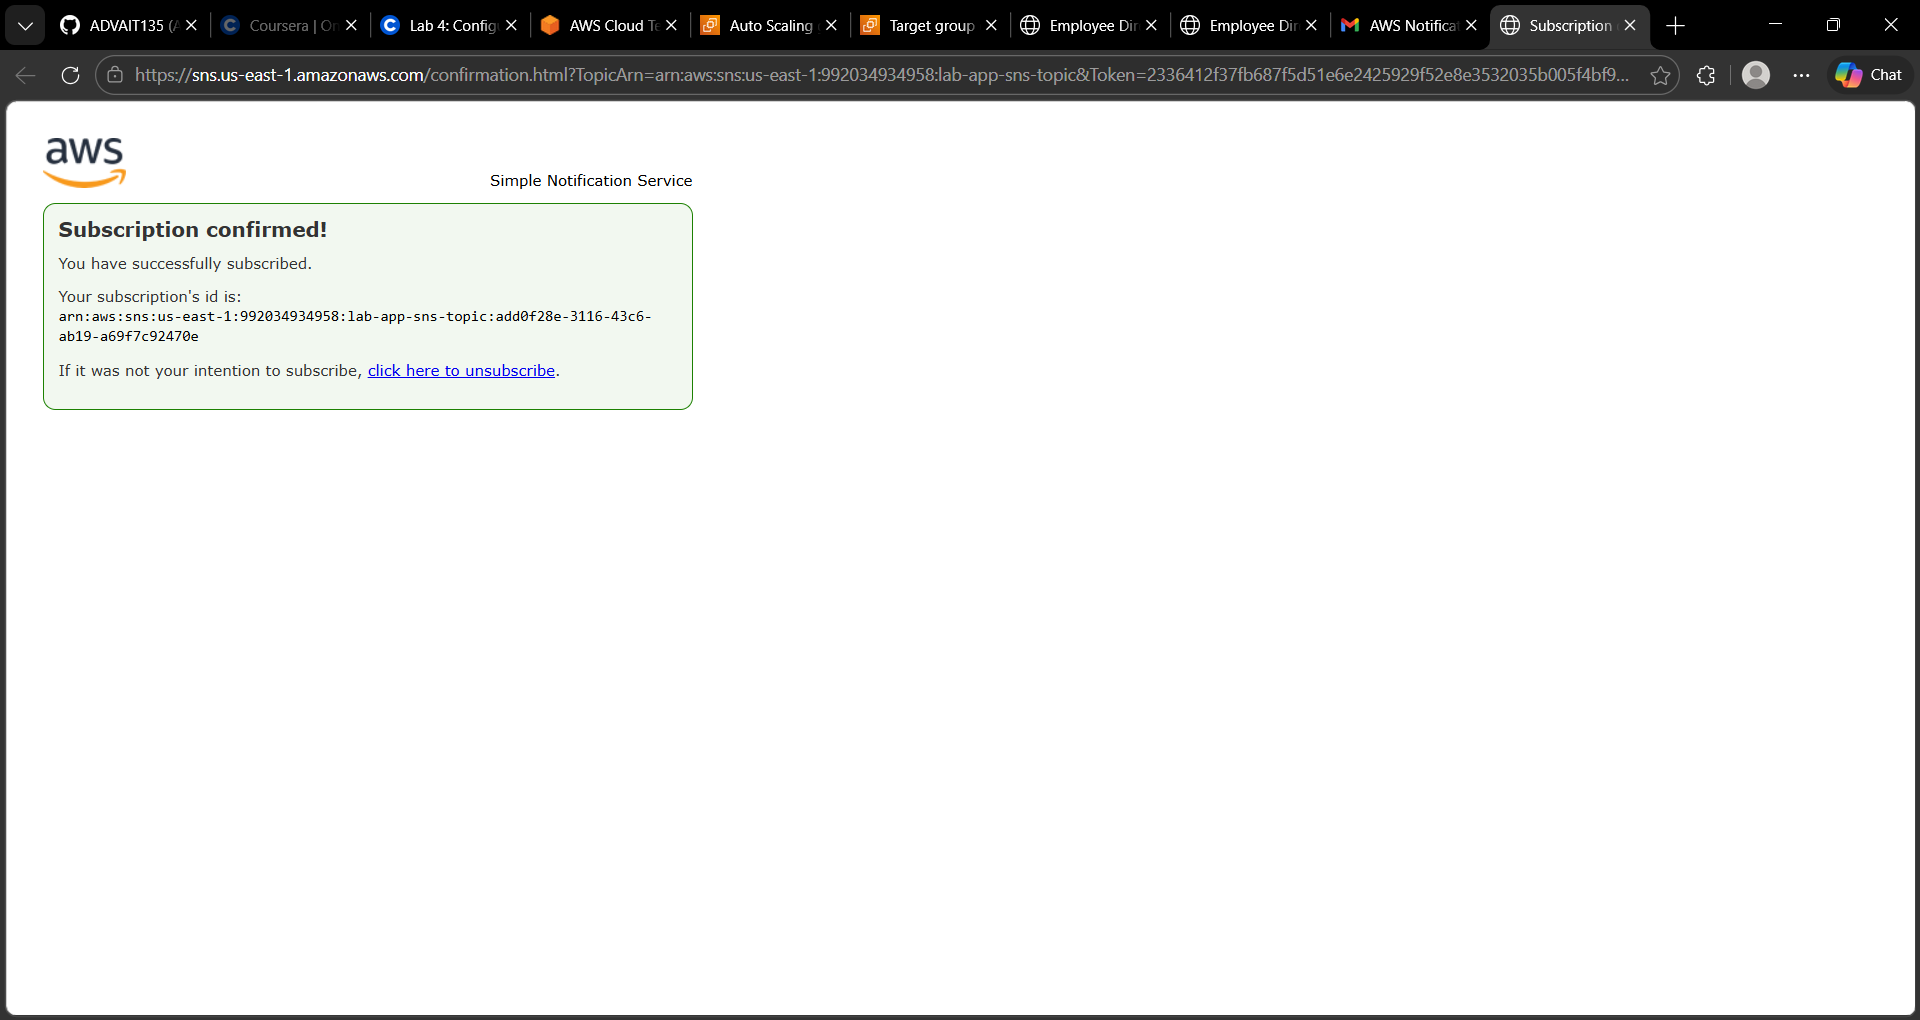 ADVAIT135 (
Coursera | On
Lab 4: Config
AWS Cloud Te
Auto Scaling
Target group
Employee Dir
Employee Dir
AWS Notificat
Subscription
https://sns.us-east-1.amazonaws.com/confirmation.html?TopicArn=arn:aws:sns:us-east-1:992034934958:lab-app-sns-topic&Token=2336412f37fb687f5d51e6e2425929f52e8e3532035b005f4bf9...
Chat
aws
Simple Notification Service
Subscription confirmed!
You have successfully subscribed.
Your subscription's id is:
arn:aws:sns:us-east-1:992034934958:lab-app-sns-topic:add0f28e-3116-43c6-
ab19-a69f7c92470e
If it was not your intention to subscribe, click here to unsubscribe.